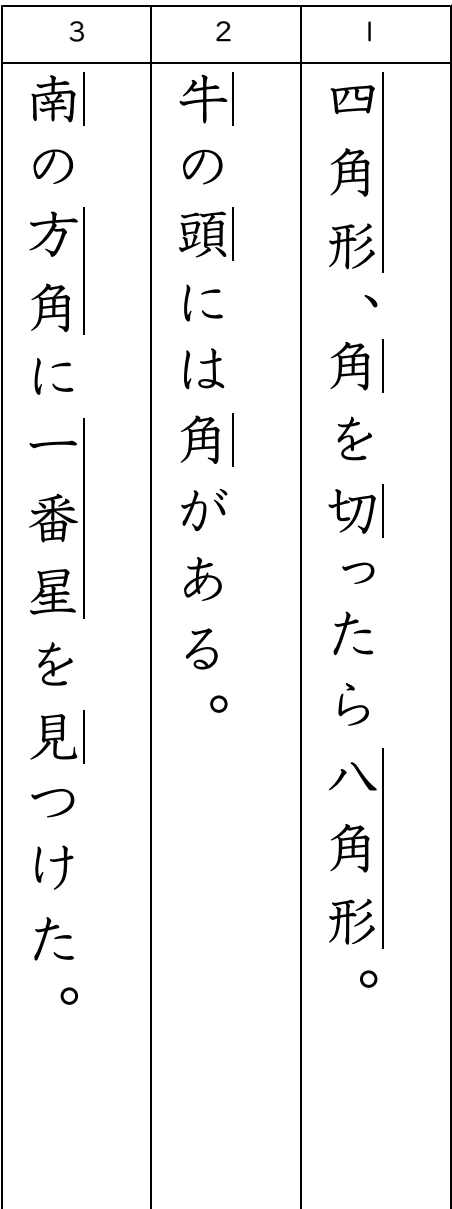 1
四角形、角を切ったら八角形。
2
牛の頭には角がある。
3
南の方角に一番星を見つけた。